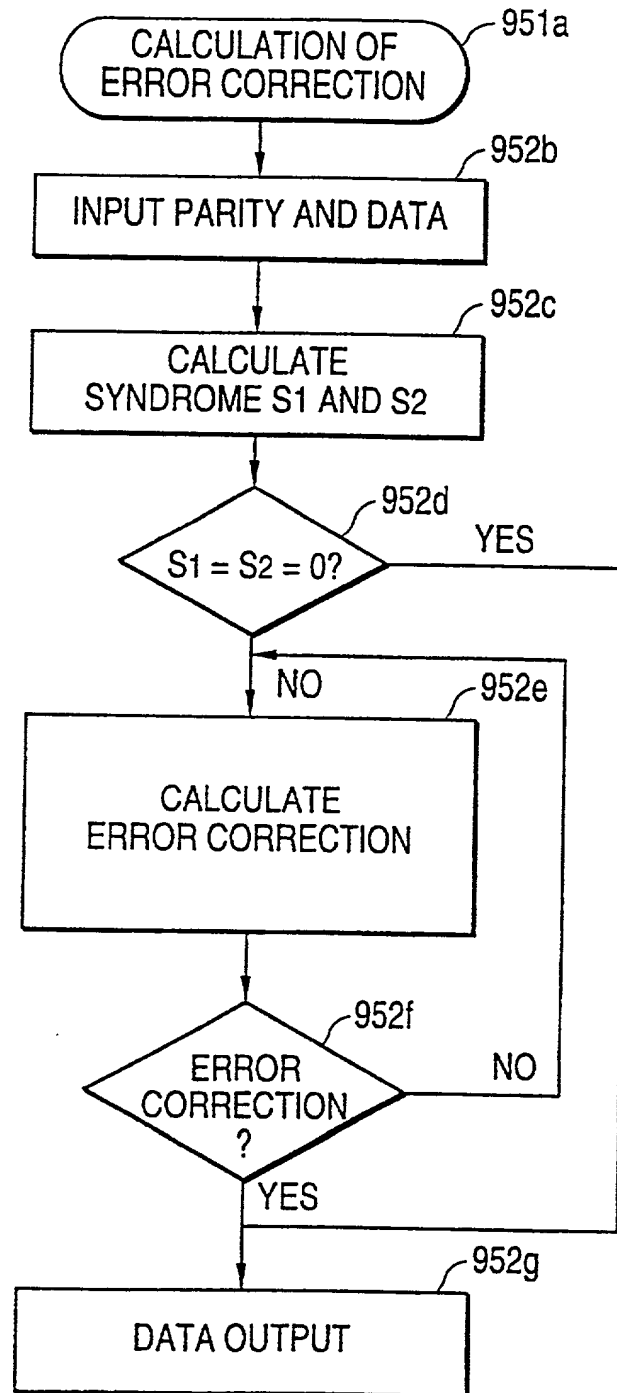 951a
CALCULATION OF
ERROR CORRECTION
952b
INPUT PARITY AND DATA
952c
CALCULATE
SYNDROME S1 AND S2
952d
S1 = S2 = 0?
YES
NO
952e
CALCULATE
ERROR CORRECTION
952f
ERROR
CORRECTION
?
NO
YES
952g
DATA OUTPUT